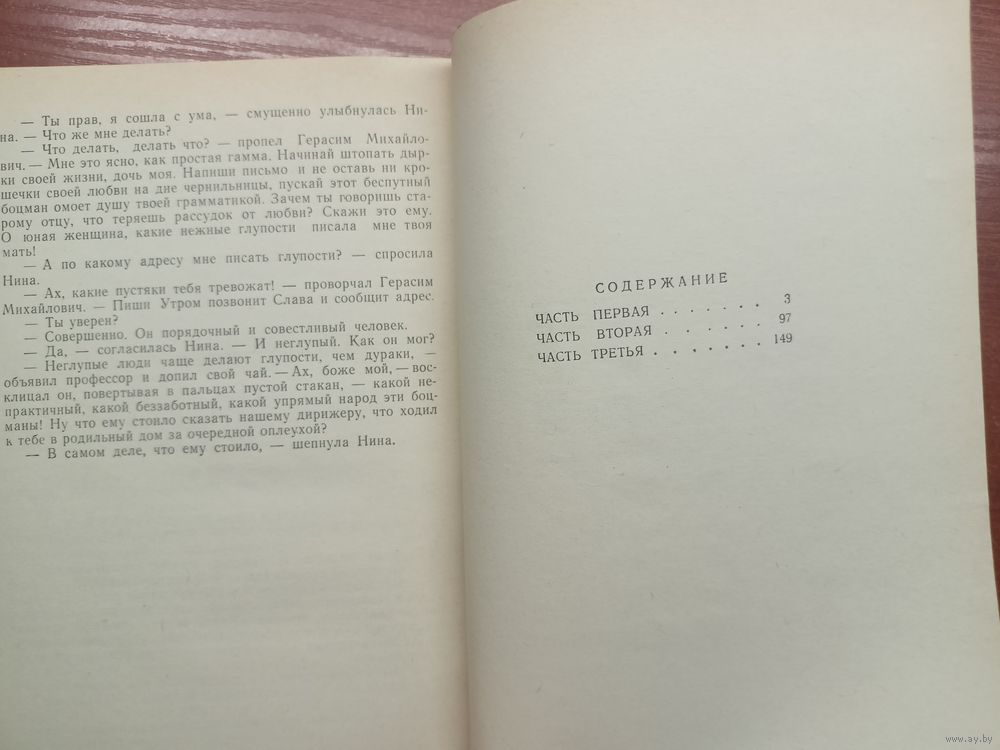 — Ты прав, я сошла с ума, — смущенно улыбнулась Ни-
на. — Что же мне делать?
— Что делать, делать что? — пропел Герасим Михайло-
вич. — Мне это ясно, как простая гамма. Начинай штопать дыр-
ки своей жизни, дочь моя. Напиши письмо и не оставь ни кро-
шечки своей любви на дне чернильницы, пускай этот беспутный
боцман омоет душу твоей грамматикой. Зачем ты говоришь ста-
рому отцу, что теряешь рассудок от любви? Скажи это ему.
О юная женщина, какие нежные глупости писала мне твоя
мать!
— А по какому адресу мне писать глупости? — спросила
Нина.
— Ах, какие пустяки тебя тревожат! — проворчал Герасим
Михайлович. — Пиши Утром позвонит Слава и сообщит адрес.
— Ты уверен?
— Совершенно. Он порядочный и совестливый человек.
— Да, — согласилась Нина. — И неглупый. Как он мог?
— Неглупые люди чаще делают глупости, чем дураки, —
объявил профессор и допил свой чай. — Ах, боже мой, — вос-
клицал он, повертывая в пальцах пустой стакан, — какой не-
практичный, какой беззаботный, какой упрямый народ эти боц-
маны! Ну что ему стоило сказать нашему дирижеру, что ходил
к тебе в родильный дом за очередной оплеухой?
— В самом деле, что ему стоило, — шепнула Нина.
СОДЕРЖАНИЕ
ЧАСТЬ ПЕРВАЯ . . . . . . 3
ЧАСТЬ ВТОРАЯ . . . . . . 97
ЧАСТЬ ТРЕТЬЯ . . . . . . . 149
www.ay.by